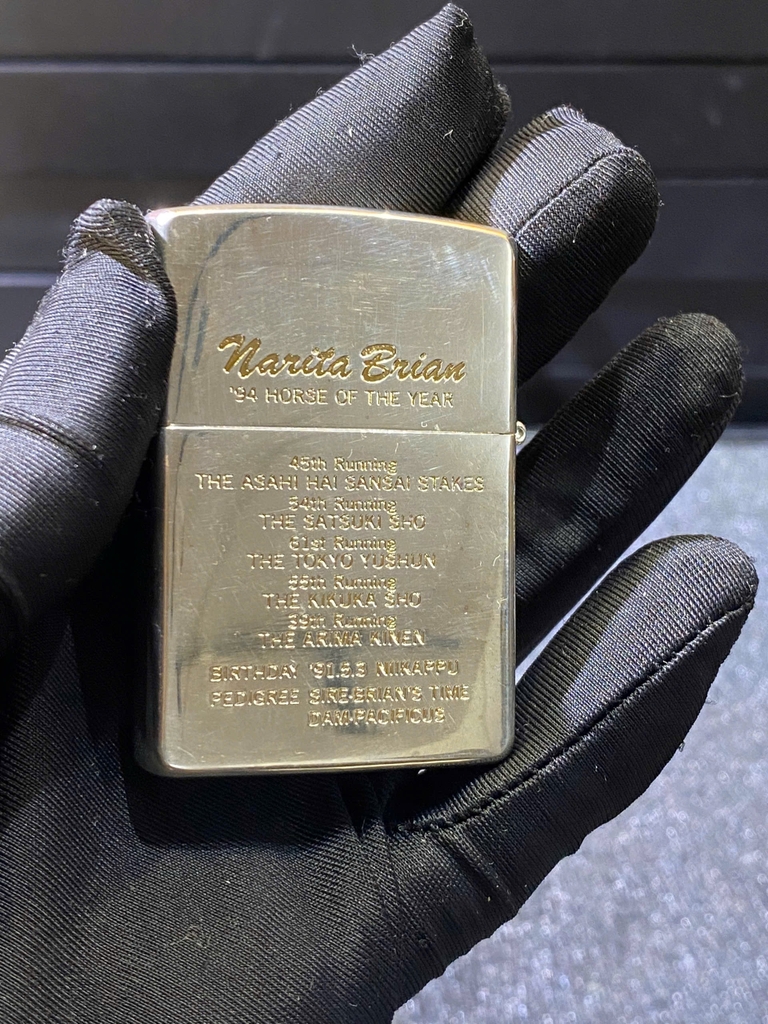 Narita Brian
'94 HORSE OF THE YEAR
45th Running
THE ASAHI HAI SANSAI STAKES
54th Running
THE SATSUKI SHO
61st Running
THE TOKYO YUSHUN
55th Running
THE KIKUKA SHO
39th Running
THE ARIMA KINEN
BIRTHDAY '91.5.3 NIIKAPPU
PEDIGREE SIRE-BRIAN'S TIME
DAM-PACIFICUS